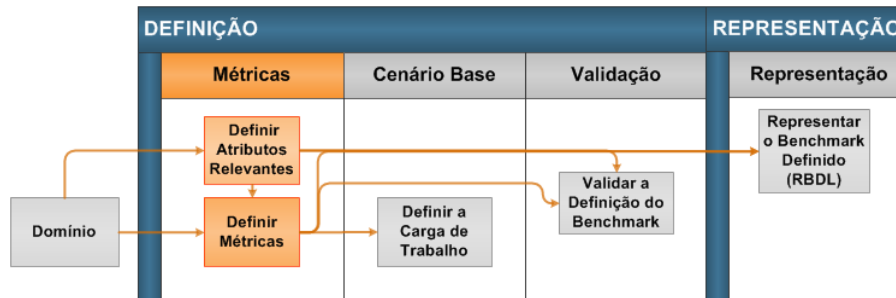 DEFINIÇÃO
REPRESENTAÇÃO
Métricas
Cenário Base
Validação
Representação
Definir
Atributos
Relevantes
Representar
o Benchmark
Definido
(RBDL)
Validar a
Definição do
Benchmark
Domínio
Definir
Métricas
Definir a
Carga de
Trabalho